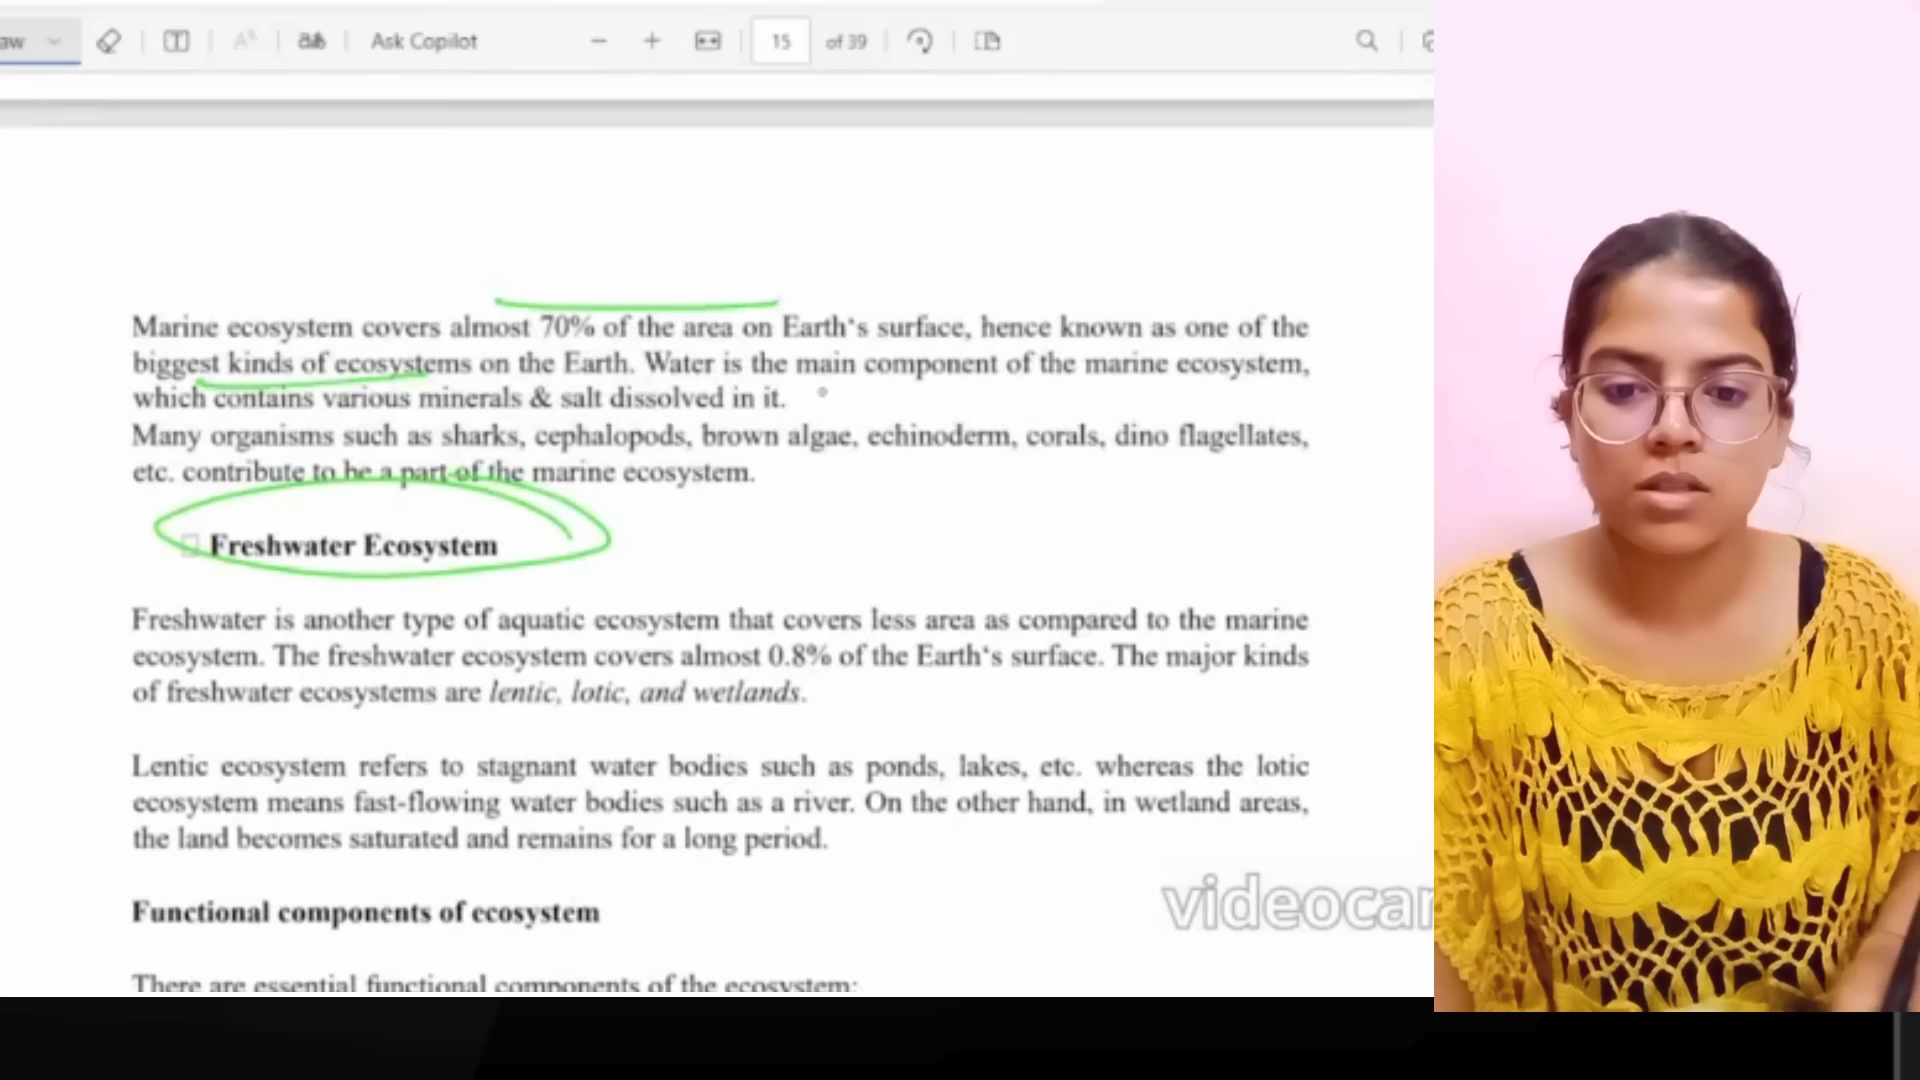 aw
Ask Copilot
15 of 39
Marine ecosystem covers almost 70% of the area on Earth‘s surface, hence known as one of the
biggest kinds of ecosystems on the Earth. Water is the main component of the marine ecosystem,
which contains various minerals & salt dissolved in it.
Many organisms such as sharks, cephalopods, brown algae, echinoderm, corals, dino flagellates,
etc. contribute to be a part of the marine ecosystem.
Freshwater Ecosystem
Freshwater is another type of aquatic ecosystem that covers less area as compared to the marine
ecosystem. The freshwater ecosystem covers almost 0.8% of the Earth‘s surface. The major kinds
of freshwater ecosystems are lentic, lotic, and wetlands.
Lentic ecosystem refers to stagnant water bodies such as ponds, lakes, etc. whereas the lotic
ecosystem means fast-flowing water bodies such as a river. On the other hand, in wetland areas,
the land becomes saturated and remains for a long period.
videocar
Functional components of ecosystem
There are essential functional components of the ecosystem: